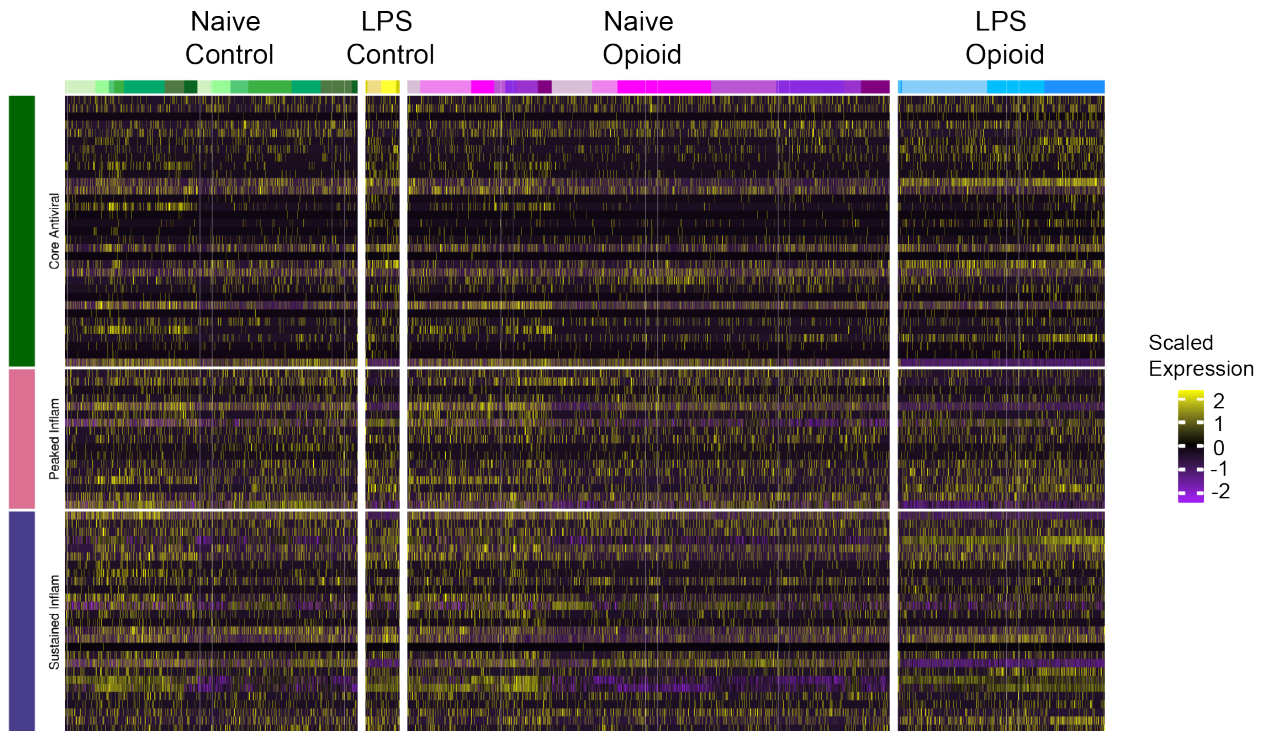 Naive
Control
LPS
Control
Naive
Opioid
LPS
Opioid
Core Antiviral
Peaked Inflam
Sustained Inflam
Scaled
Expression
2
1
0
-1
-2